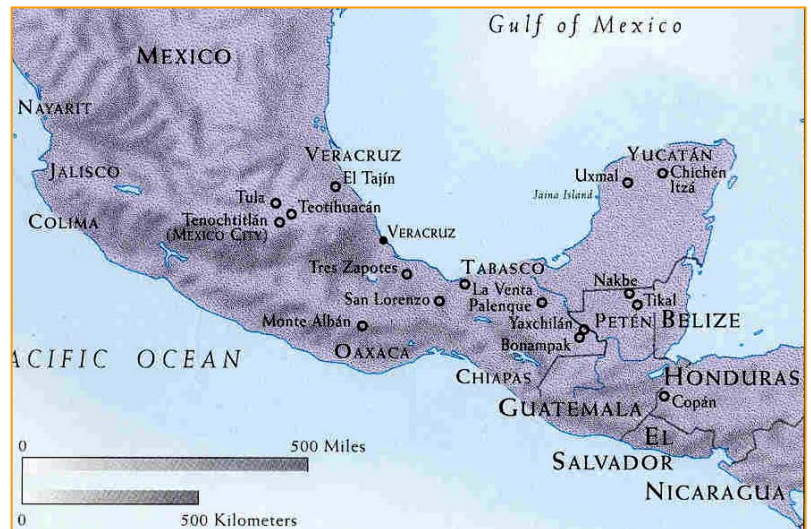 Gulf of Mexico
MEXICO
NAYARIT
VERACRUZ
El Tajín
YUCATÁN
Uxmal
Chichén
Itzá
JALISCO
Jaina Island
Tula
Teotihuacán
COLIMA
Tenochtitlán
(MEXICO CITY)
VERACRUZ
Tres Zapotes
TABASCO
La Venta
Nakbe
San Lorenzo
Palenque
Tikal
Yaxchilán
PETÉN
BELIZE
Monte Albán
Bonampak
OAXACA
ACIFIC OCEAN
CHIAPAS
HONDURAS
GUATEMALA
Copán
EL
SALVADOR
NICARAGUA
0 500 Miles
0 500 Kilometers